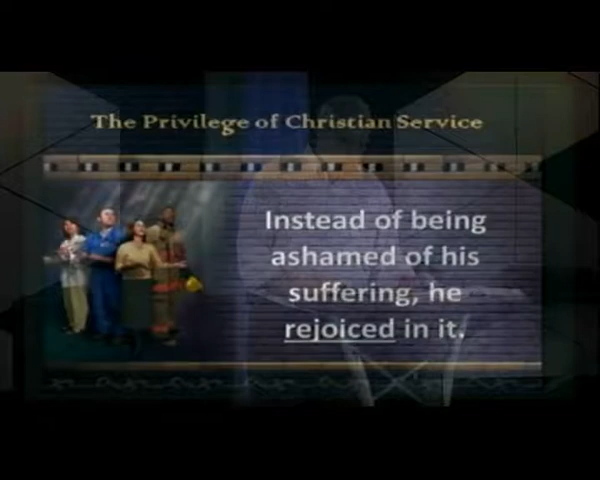 The Privilege of Christian Service
Instead of being
ashamed of his
suffering, he
rejoiced in it.